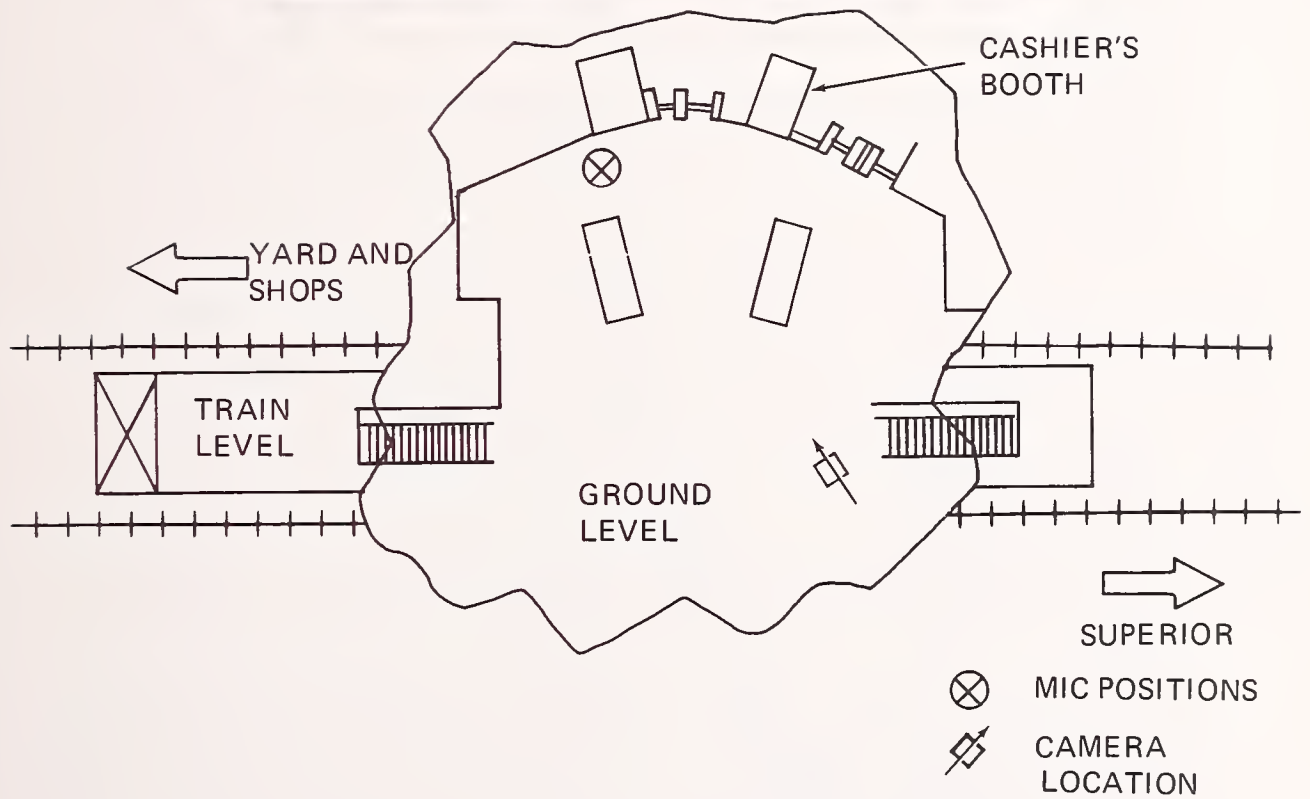 CASHIER'S
BOOTH
YARD AND
SHOPS
TRAIN
LEVEL
GROUND
LEVEL
SUPERIOR
MIC POSITIONS
CAMERA
LOCATION